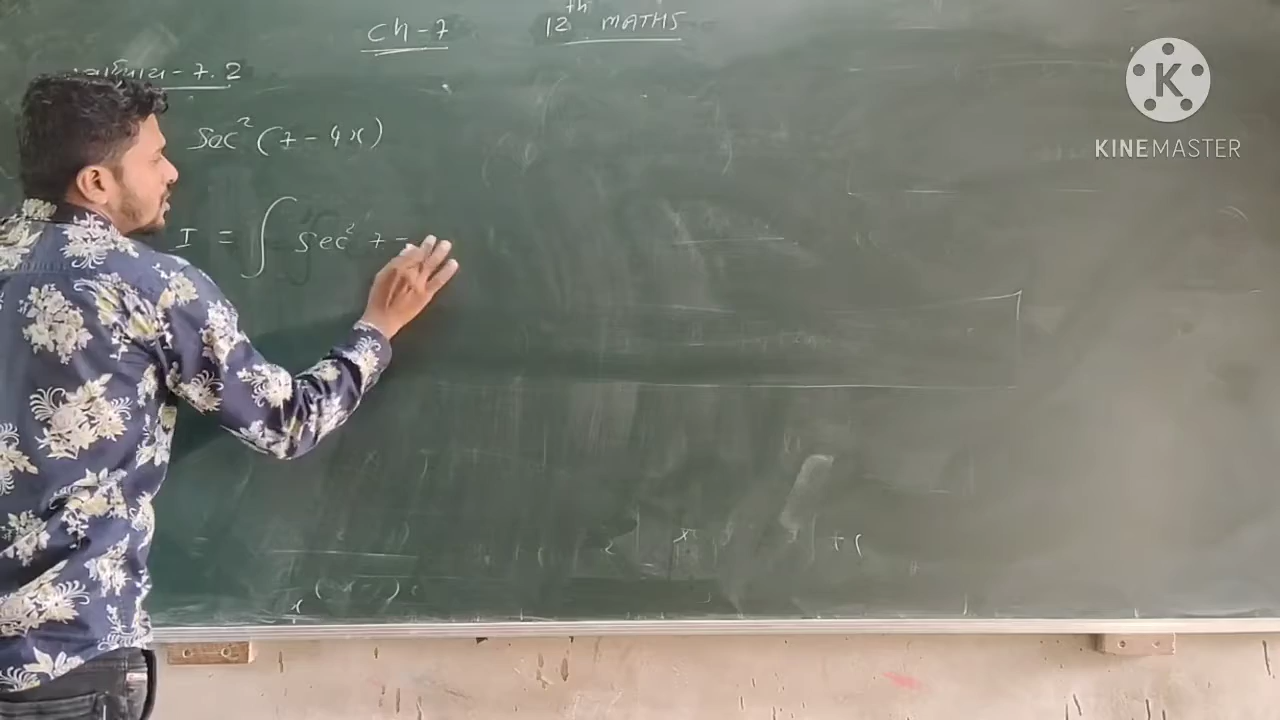 Ch-7
12th MATHS
- 7.2
sec² (7 - 4x)
I = ∫ sec² 7 -
x + c
K
KINEMASTER